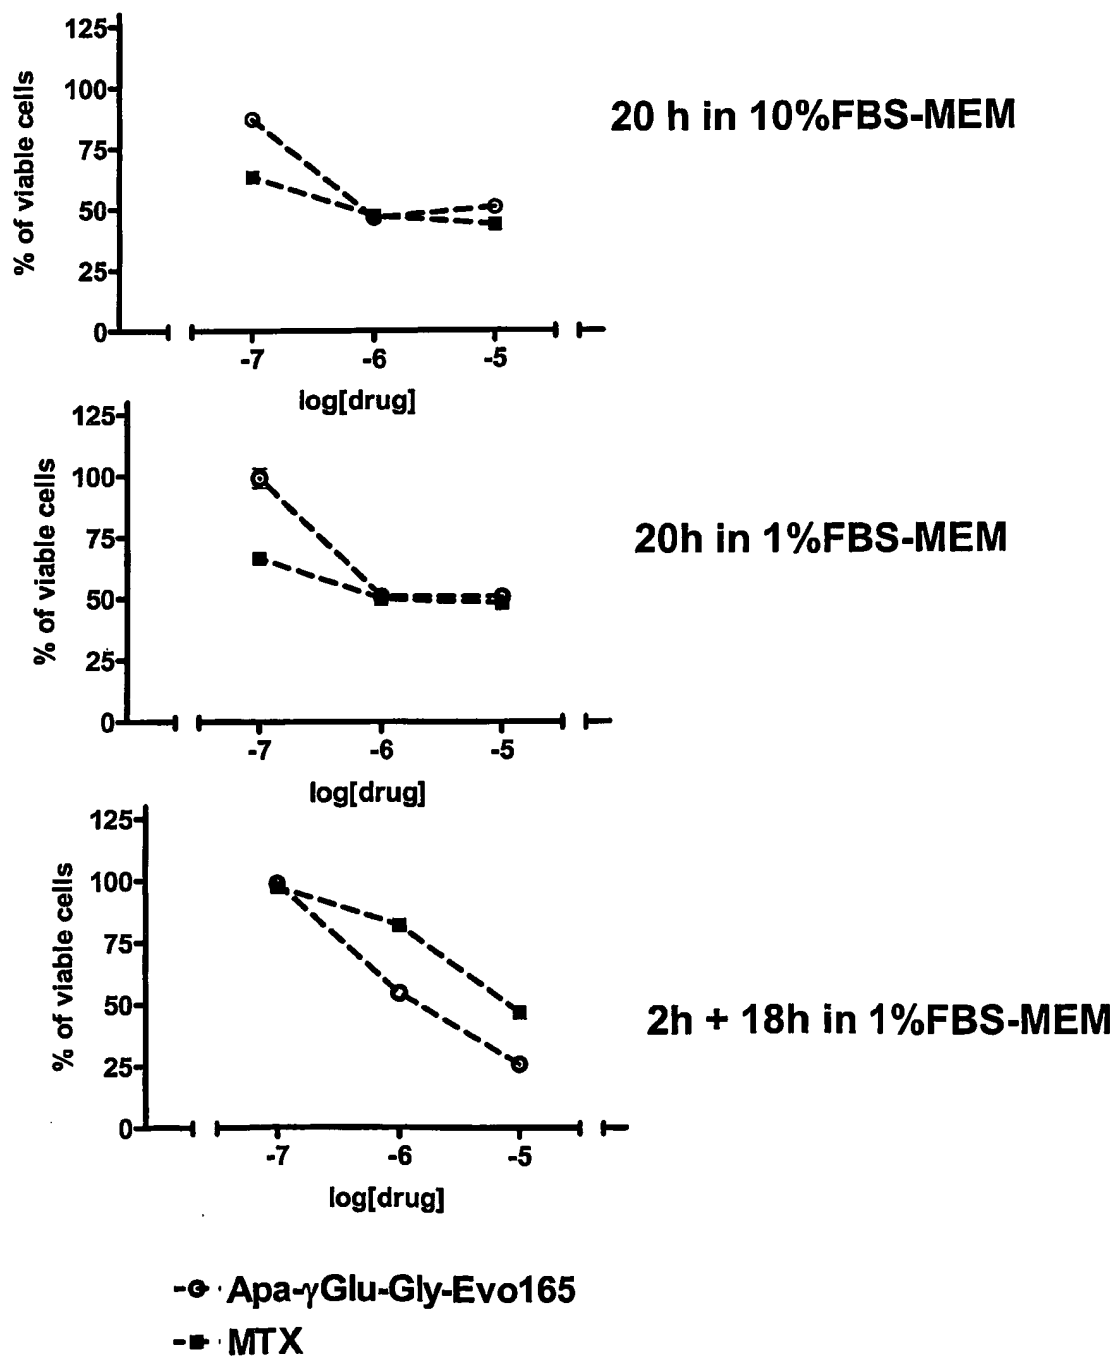 125
100
75
50
25
0
% of viable cells
-7 -6 -5
log[drug]
20 h in 10%FBS-MEM
125
100
75
50
25
0
% of viable cells
-7 -6 -5
log[drug]
20h in 1%FBS-MEM
125
100
75
50
25
0
% of viable cells
-7 -6 -5
log[drug]
2h + 18h in 1%FBS-MEM
Apa-γGlu-Gly-Evo165
MTX